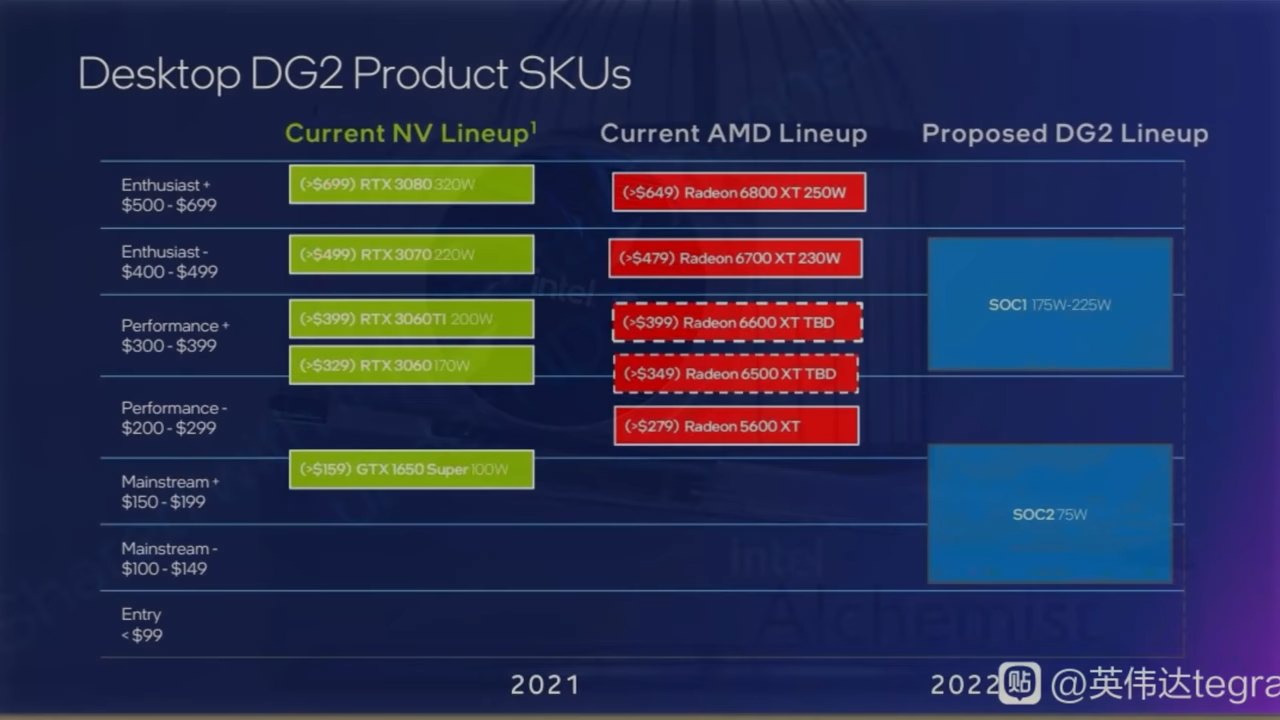 Desktop DG2 Product SKUs
Current NV Lineup¹
Current AMD Lineup
Proposed DG2 Lineup
Enthusiast +
$500 - $699
(>$699) RTX 3080 320W
(>$649) Radeon 6800 XT 250W
Enthusiast -
$400 - $499
(>$499) RTX 3070 220W
(>$479) Radeon 6700 XT 230W
SOC1 175W-225W
Performance +
$300 - $399
(>$399) RTX 3060TI 200W
(>$329) RTX 3060 170W
(>$399) Radeon 6600 XT TBD
(>$349) Radeon 6500 XT TBD
Performance -
$200 - $299
(>$279) Radeon 5600 XT
Mainstream +
$150 - $199
(>$159) GTX 1650 Super 100W
SOC2 75W
Mainstream -
$100 - $149
Entry
< $99
intel
intel
Alchemist
2021
2022
贴 @英伟达tegra